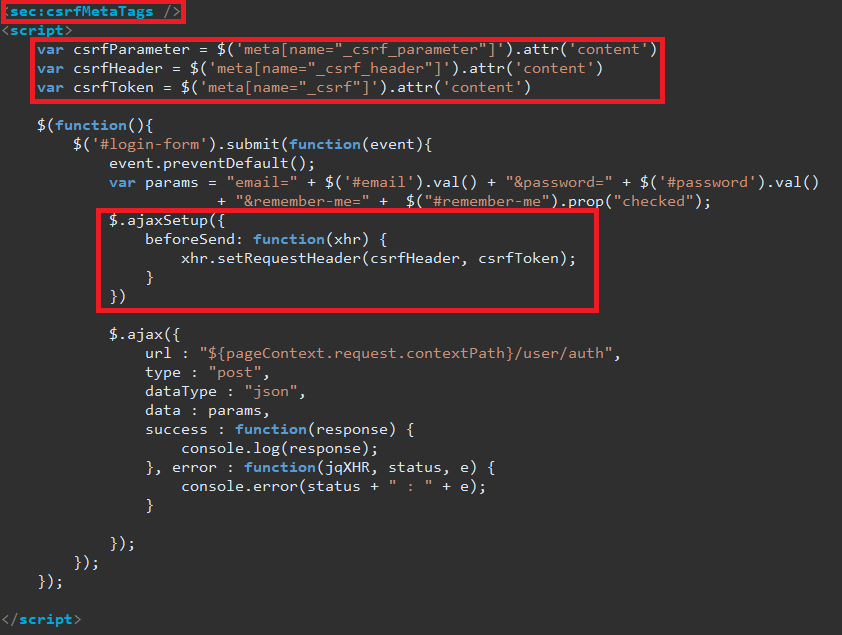 <sec:csrfMetaTags />
<script>
    var csrfParameter = $('meta[name="_csrf_parameter"]').attr('content')
    var csrfHeader = $('meta[name="_csrf_header"]').attr('content')
    var csrfToken = $('meta[name="_csrf"]').attr('content')

    $(function(){
        $('#login-form').submit(function(event){
            event.preventDefault();
            var params = "email=" + $('#email').val() + "&password=" + $('#password').val()
                        + "&remember-me=" +  $("#remember-me").prop("checked");
            $.ajaxSetup({
                beforeSend: function(xhr) {
                    xhr.setRequestHeader(csrfHeader, csrfToken);
                }
            })

            $.ajax({
                url : "${pageContext.request.contextPath}/user/auth",
                type : "post",
                dataType : "json",
                data : params,
                success : function(response) {
                    console.log(response);
                }, error : function(jqXHR, status, e) {
                    console.error(status + " : " + e);
                }

            });
        });
    });

</script>